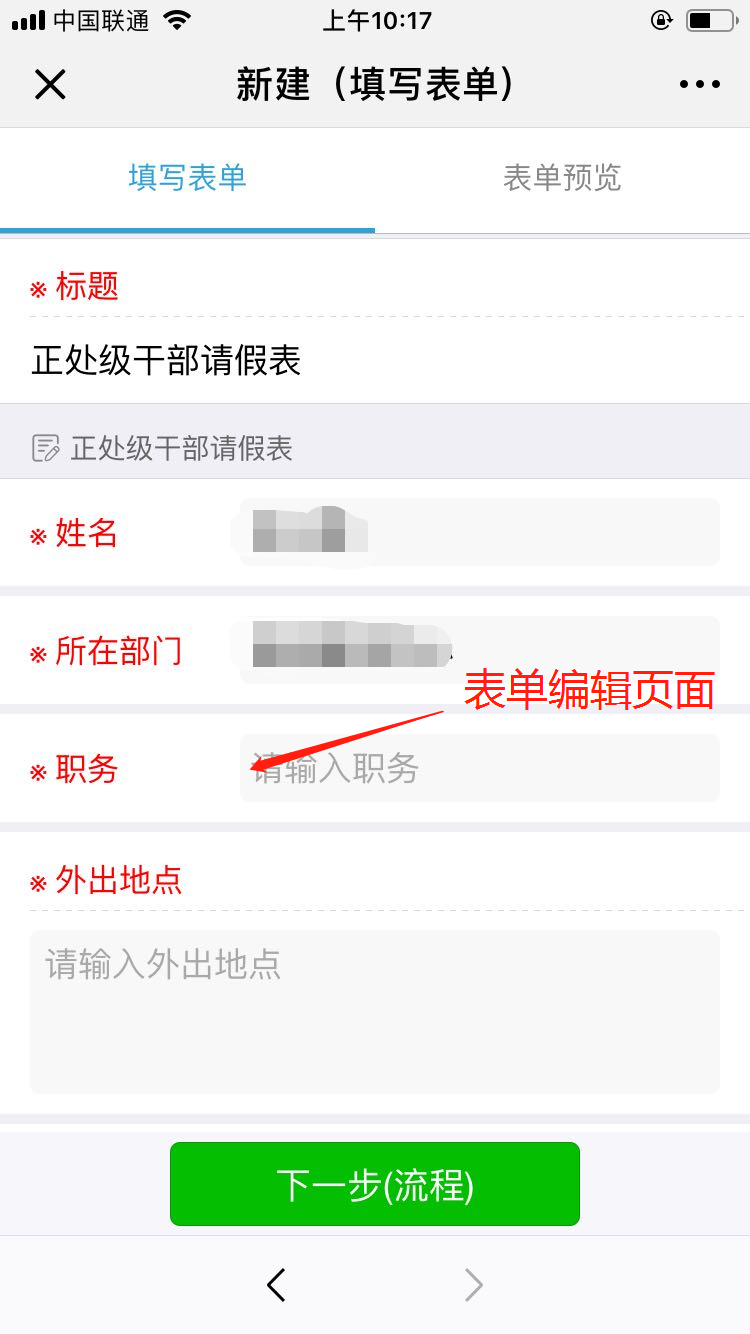 中国联通 上午10:17
新建（填写表单）
填写表单 表单预览
※ 标题
正处级干部请假表
正处级干部请假表
※ 姓名
※ 所在部门
表单编辑页面
※ 职务 请输入职务
※ 外出地点
请输入外出地点
下一步(流程)